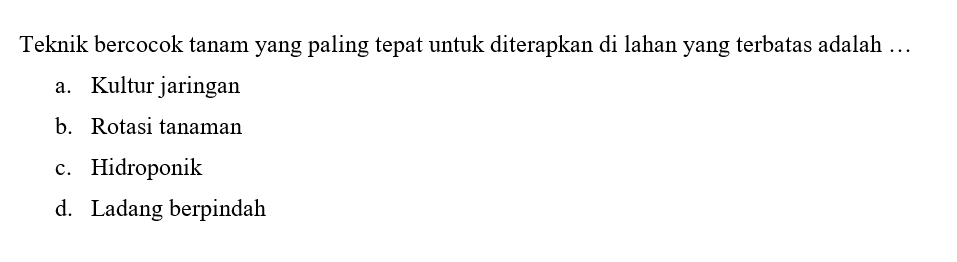 Teknik bercocok tanam yang paling tepat untuk diterapkan di lahan yang terbatas adalah …
a. Kultur jaringan
b. Rotasi tanaman
c. Hidroponik
d. Ladang berpindah